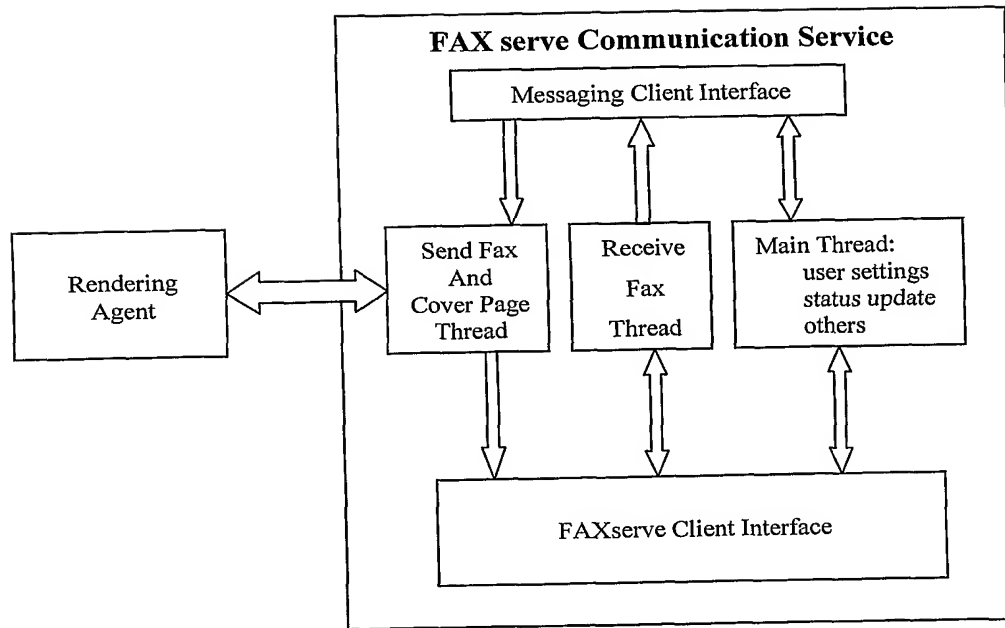 FAX serve Communication Service
Messaging Client Interface
Rendering
Agent
Send Fax
And
Cover Page
Thread
Receive
Fax
Thread
Main Thread:
user settings
status update
others
FAXserve Client Interface